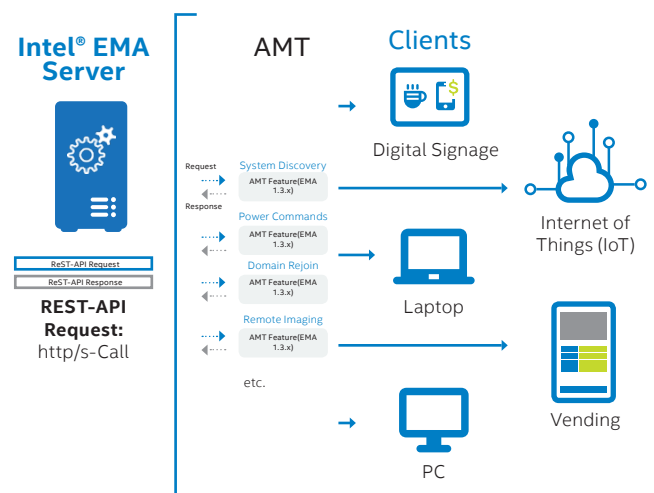 Intel® EMA
Server
ReST-API Request
ReST-API Response
REST-API
Request:
http/s-Call
AMT
Request
Response
System Discovery
AMT Feature(EMA
1.3.x)
Power Commands
AMT Feature(EMA
1.3.x)
Domain Rejoin
AMT Feature(EMA
1.3.x)
Remote Imaging
AMT Feature(EMA
1.3.x)
etc.
Clients
$
Digital Signage
Internet of
Things (IoT)
Laptop
Vending
PC